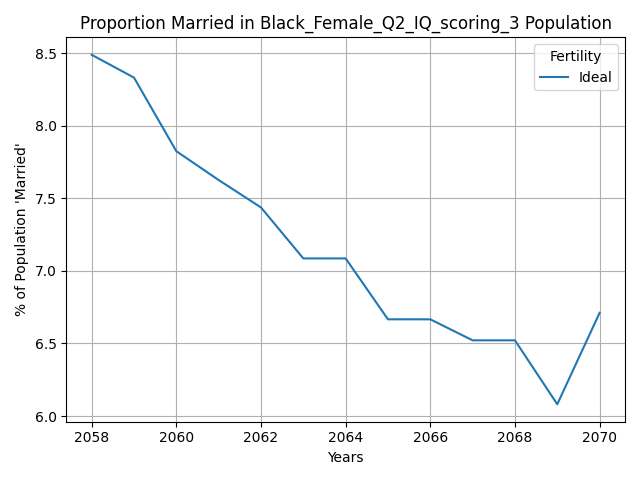 Proportion Married in Black_Female_Q2_IQ_scoring_3 Population
Fertility
Ideal
8.5
8.0
7.5
7.0
6.5
6.0
% of Population 'Married'
2058
2060
2062
2064
2066
2068
2070
Years